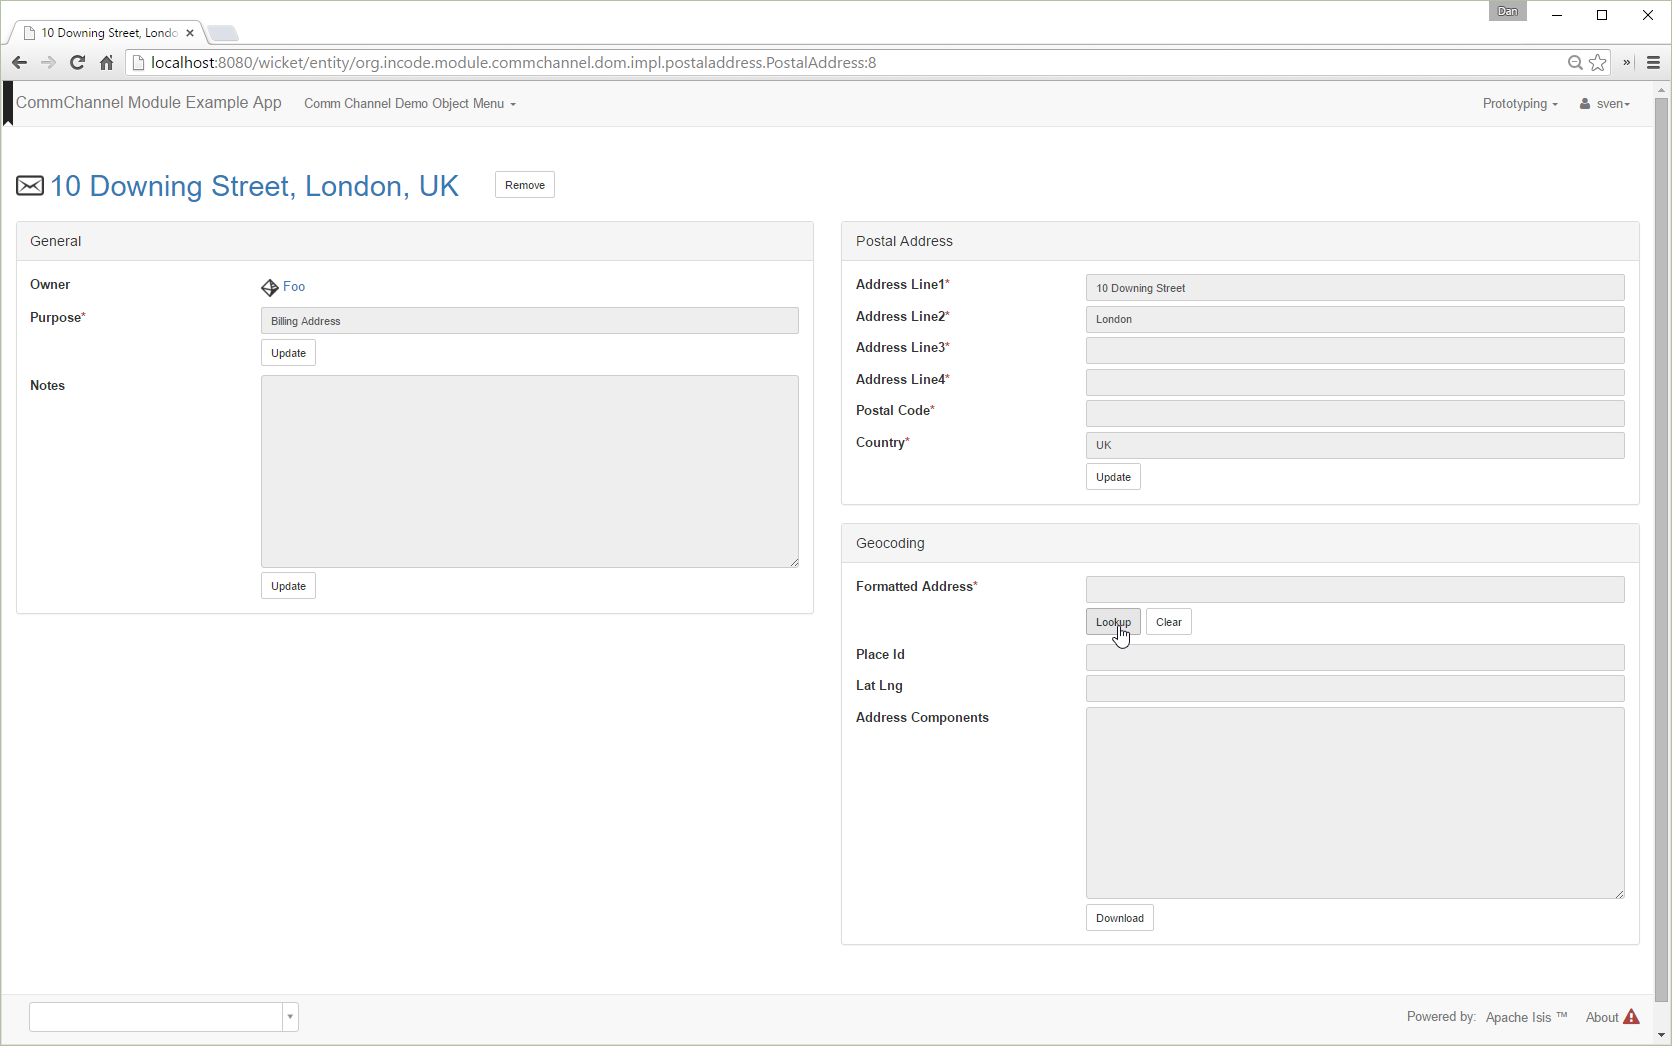 Dan
10 Downing Street, Londo
localhost:8080/wicket/entity/org.incode.module.commchannel.dom.impl.postaladdress.PostalAddress:8
CommChannel Module Example App Comm Channel Demo Object Menu Prototyping sven
10 Downing Street, London, UK Remove
General
Owner Foo
Purpose* Billing Address
Update
Notes
Update
Postal Address
Address Line1* 10 Downing Street
Address Line2* London
Address Line3*
Address Line4*
Postal Code*
Country* UK
Update
Geocoding
Formatted Address*
Lookup Clear
Place Id
Lat Lng
Address Components
Download
Powered by: Apache Isis ™ About